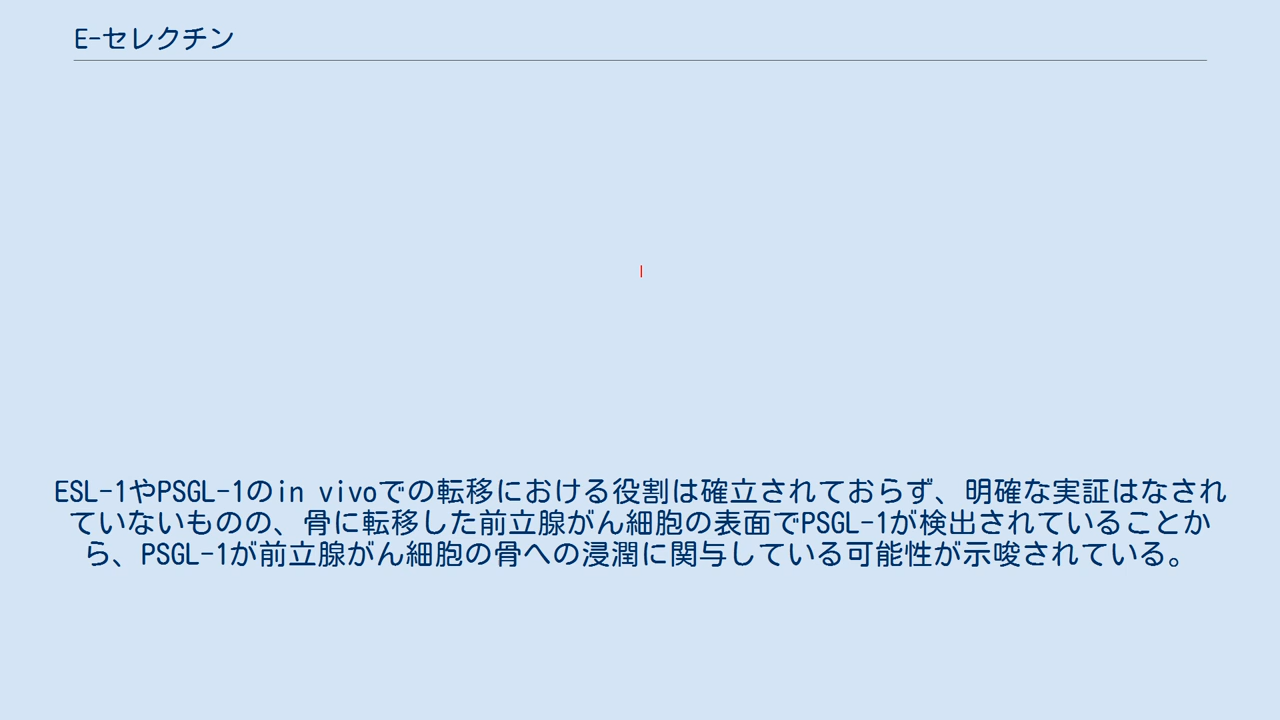 E-セレクチン
ESL-1やPSGL-1のin vivoでの転移における役割は確立されておらず、明確な実証はなされ
ていないものの、骨に転移した前立腺がん細胞の表面でPSGL-1が検出されていることか
ら、PSGL-1が前立腺がん細胞の骨への浸潤に関与している可能性が示唆されている。